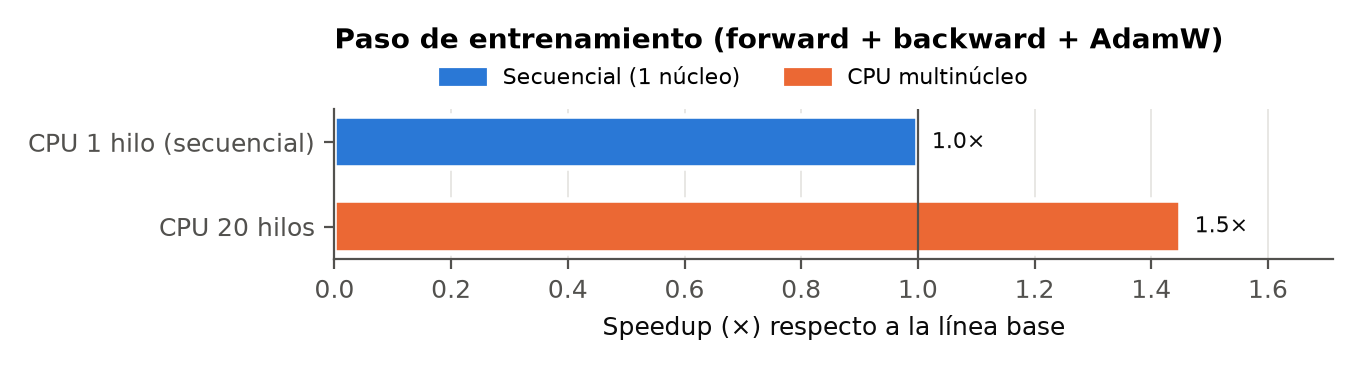 Paso de entrenamiento (forward + backward + AdamW)
Secuencial (1 núcleo) CPU multinúcleo
CPU 1 hilo (secuencial) 1.0×
CPU 20 hilos 1.5×
0.0 0.2 0.4 0.6 0.8 1.0 1.2 1.4 1.6
Speedup (×) respecto a la línea base